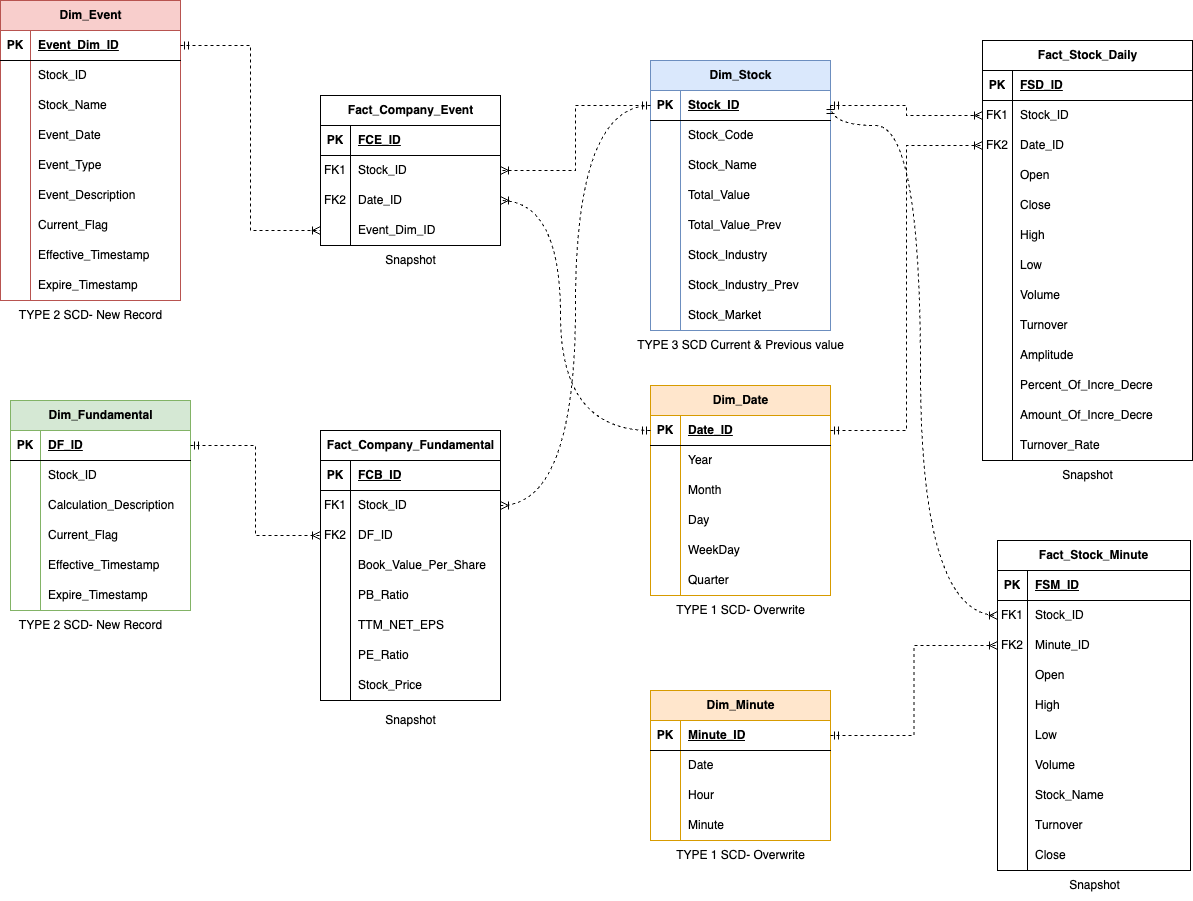 Dim_Event
PK Event_Dim_ID
Stock_ID
Stock_Name
Event_Date
Event_Type
Event_Description
Current_Flag
Effective_Timestamp
Expire_Timestamp
TYPE 2 SCD- New Record
Dim_Fundamental
PK DF_ID
Stock_ID
Calculation_Description
Current_Flag
Effective_Timestamp
Expire_Timestamp
TYPE 2 SCD- New Record
Fact_Company_Event
PK FCE_ID
FK1 Stock_ID
FK2 Date_ID
Event_Dim_ID
Snapshot
Fact_Company_Fundamental
PK FCB_ID
FK1 Stock_ID
FK2 DF_ID
Book_Value_Per_Share
PB_Ratio
TTM_NET_EPS
PE_Ratio
Stock_Price
Snapshot
Dim_Stock
PK Stock_ID
Stock_Code
Stock_Name
Total_Value
Total_Value_Prev
Stock_Industry
Stock_Industry_Prev
Stock_Market
TYPE 3 SCD Current & Previous value
Dim_Date
PK Date_ID
Year
Month
Day
WeekDay
Quarter
TYPE 1 SCD- Overwrite
Dim_Minute
PK Minute_ID
Date
Hour
Minute
TYPE 1 SCD- Overwrite
Fact_Stock_Daily
PK FSD_ID
FK1 Stock_ID
FK2 Date_ID
Open
Close
High
Low
Volume
Turnover
Amplitude
Percent_Of_Incre_Decre
Amount_Of_Incre_Decre
Turnover_Rate
Snapshot
Fact_Stock_Minute
PK FSM_ID
FK1 Stock_ID
FK2 Minute_ID
Open
High
Low
Volume
Stock_Name
Turnover
Close
Snapshot